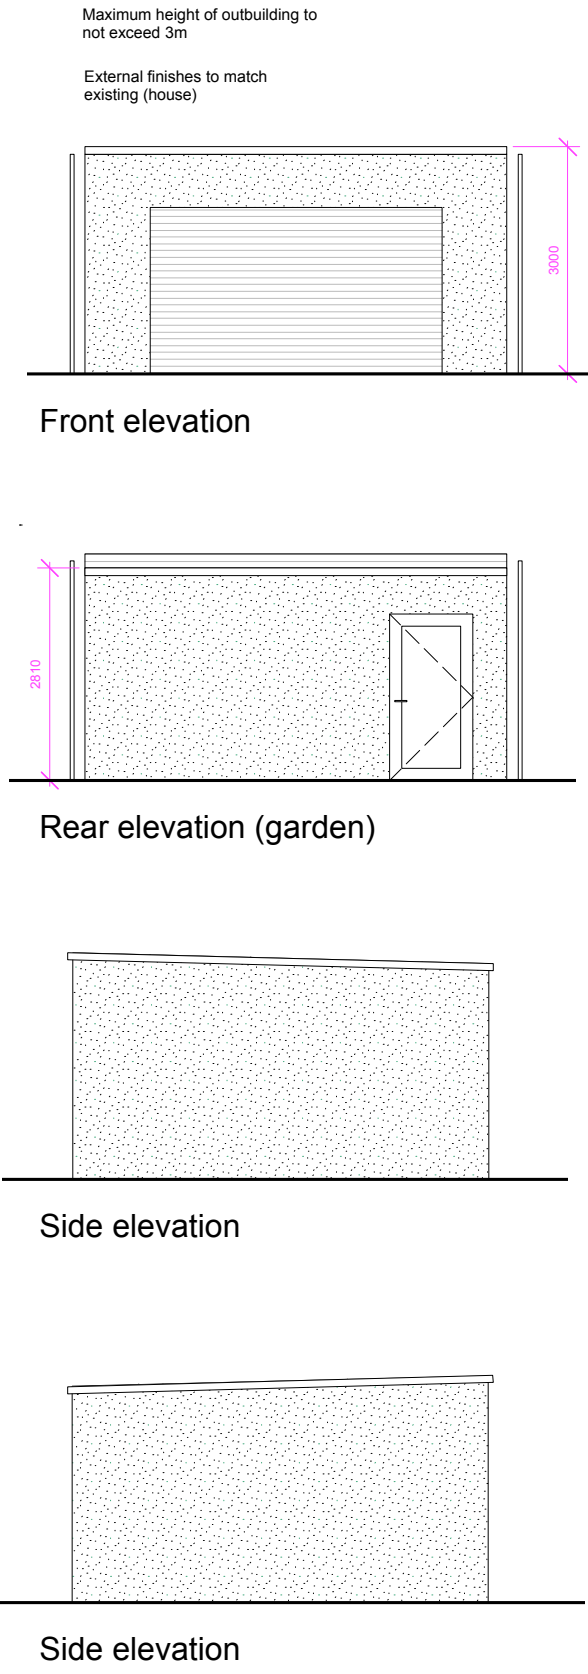 Maximum height of outbuilding to
not exceed 3m
External finishes to match
existing (house)
3000
Front elevation
2810
Rear elevation (garden)
Side elevation
Side elevation